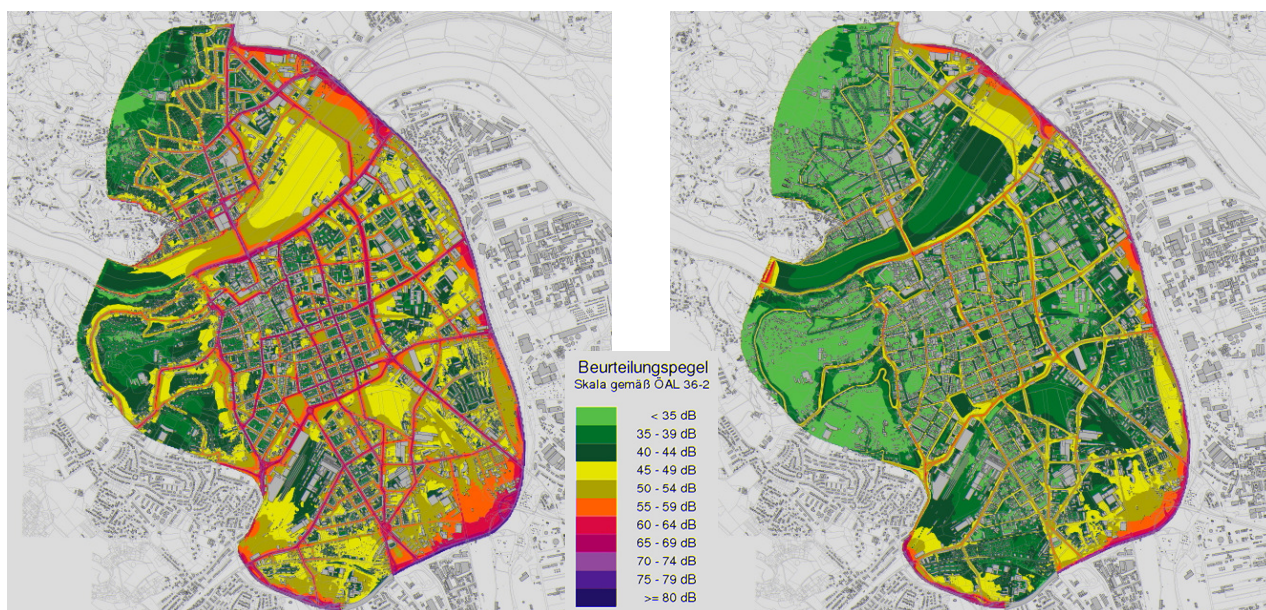 Beurteilungspegel
Skala gemäß ÖAL 36-2
< 35 dB
35 - 39 dB
40 - 44 dB
45 - 49 dB
50 - 54 dB
55 - 59 dB
60 - 64 dB
65 - 69 dB
70 - 74 dB
75 - 79 dB
>= 80 dB